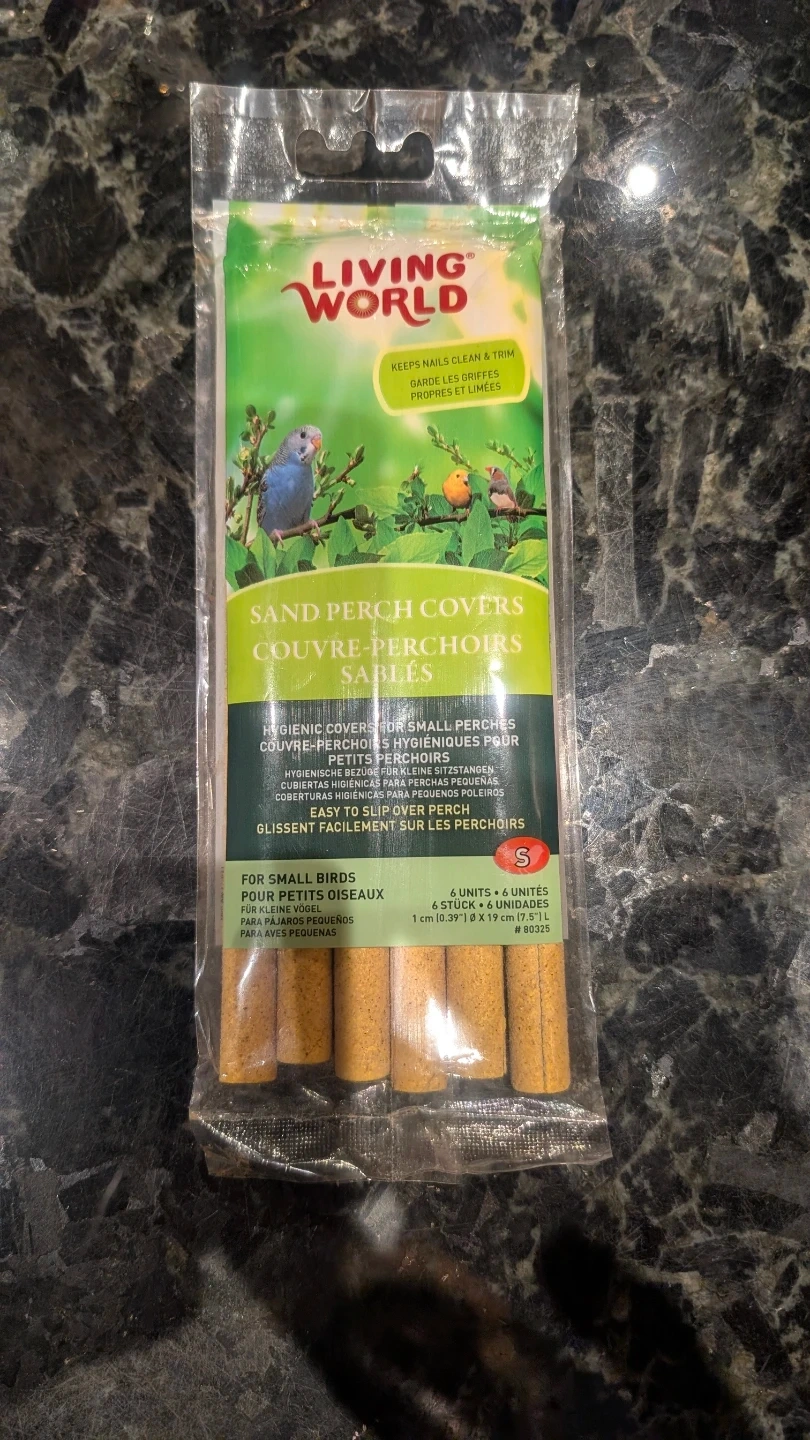 LIVING®
WORLD
KEEPS NAILS CLEAN & TRIM
GARDE LES GRIFFES
PROPRES ET LIMÉES
SAND PERCH COVERS
COUVRE-PERCHOIRS
SABLÉS
HYGIENIC COVERS FOR SMALL PERCHES
COUVRE-PERCHOIRS HYGIÉNIQUES POUR
PETITS PERCHOIRS
HYGIENISCHE BEZÜGE FÜR KLEINE SITZSTANGEN
CUBIERTAS HIGIÉNICAS PARA PERCHAS PEQUEÑAS
COBERTURAS HIGIÉNICAS PARA PEQUENOS POLEIROS
EASY TO SLIP OVER PERCH
GLISSENT FACILEMENT SUR LES PERCHOIRS
S
FOR SMALL BIRDS
POUR PETITS OISEAUX
FÜR KLEINE VÖGEL
PARA PÁJAROS PEQUEÑOS
PARA AVES PEQUENAS
6 UNITS • 6 UNITÉS
6 STÜCK • 6 UNIDADES
1 cm (0.39") Ø X 19 cm (7.5") L
# 80325